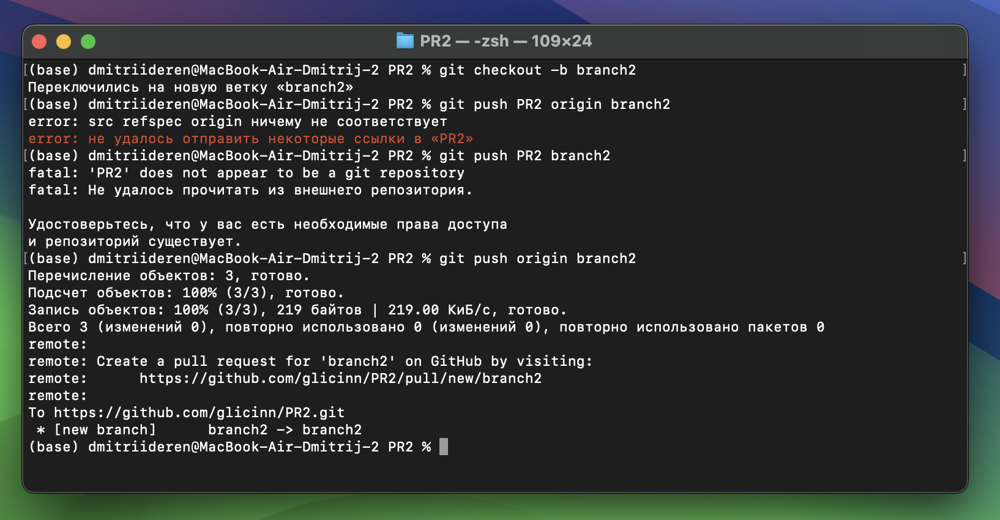 PR2 — -zsh — 109×24
[(base) dmitriideren@MacBook-Air-Dmitrij-2 PR2 % git checkout -b branch2 ]
Переключились на новую ветку «branch2»
[(base) dmitriideren@MacBook-Air-Dmitrij-2 PR2 % git push PR2 origin branch2 ]
error: src refspec origin ничему не соответствует
error: не удалось отправить некоторые ссылки в «PR2»
[(base) dmitriideren@MacBook-Air-Dmitrij-2 PR2 % git push PR2 branch2 ]
fatal: 'PR2' does not appear to be a git repository
fatal: Не удалось прочитать из внешнего репозитория.
Удостоверьтесь, что у вас есть необходимые права доступа
и репозиторий существует.
[(base) dmitriideren@MacBook-Air-Dmitrij-2 PR2 % git push origin branch2 ]
Перечисление объектов: 3, готово.
Подсчет объектов: 100% (3/3), готово.
Запись объектов: 100% (3/3), 219 байтов | 219.00 КиБ/с, готово.
Всего 3 (изменений 0), повторно использовано 0 (изменений 0), повторно использовано пакетов 0
remote:
remote: Create a pull request for 'branch2' on GitHub by visiting:
remote:      https://github.com/glicinn/PR2/pull/new/branch2
remote:
To https://github.com/glicinn/PR2.git
 * [new branch]      branch2 -> branch2
(base) dmitriideren@MacBook-Air-Dmitrij-2 PR2 %